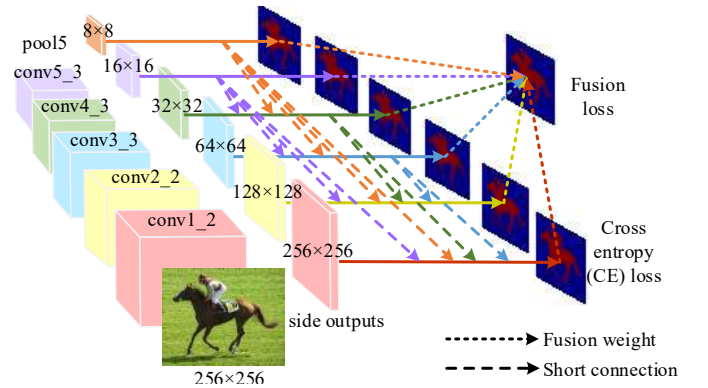 8×8
pool5
16×16
conv5_3
32×32
conv4_3
64×64
conv3_3
128×128
conv2_2
256×256
conv1_2
side outputs
256×256
Fusion
loss
Cross
entropy
(CE) loss
Fusion weight
Short connection